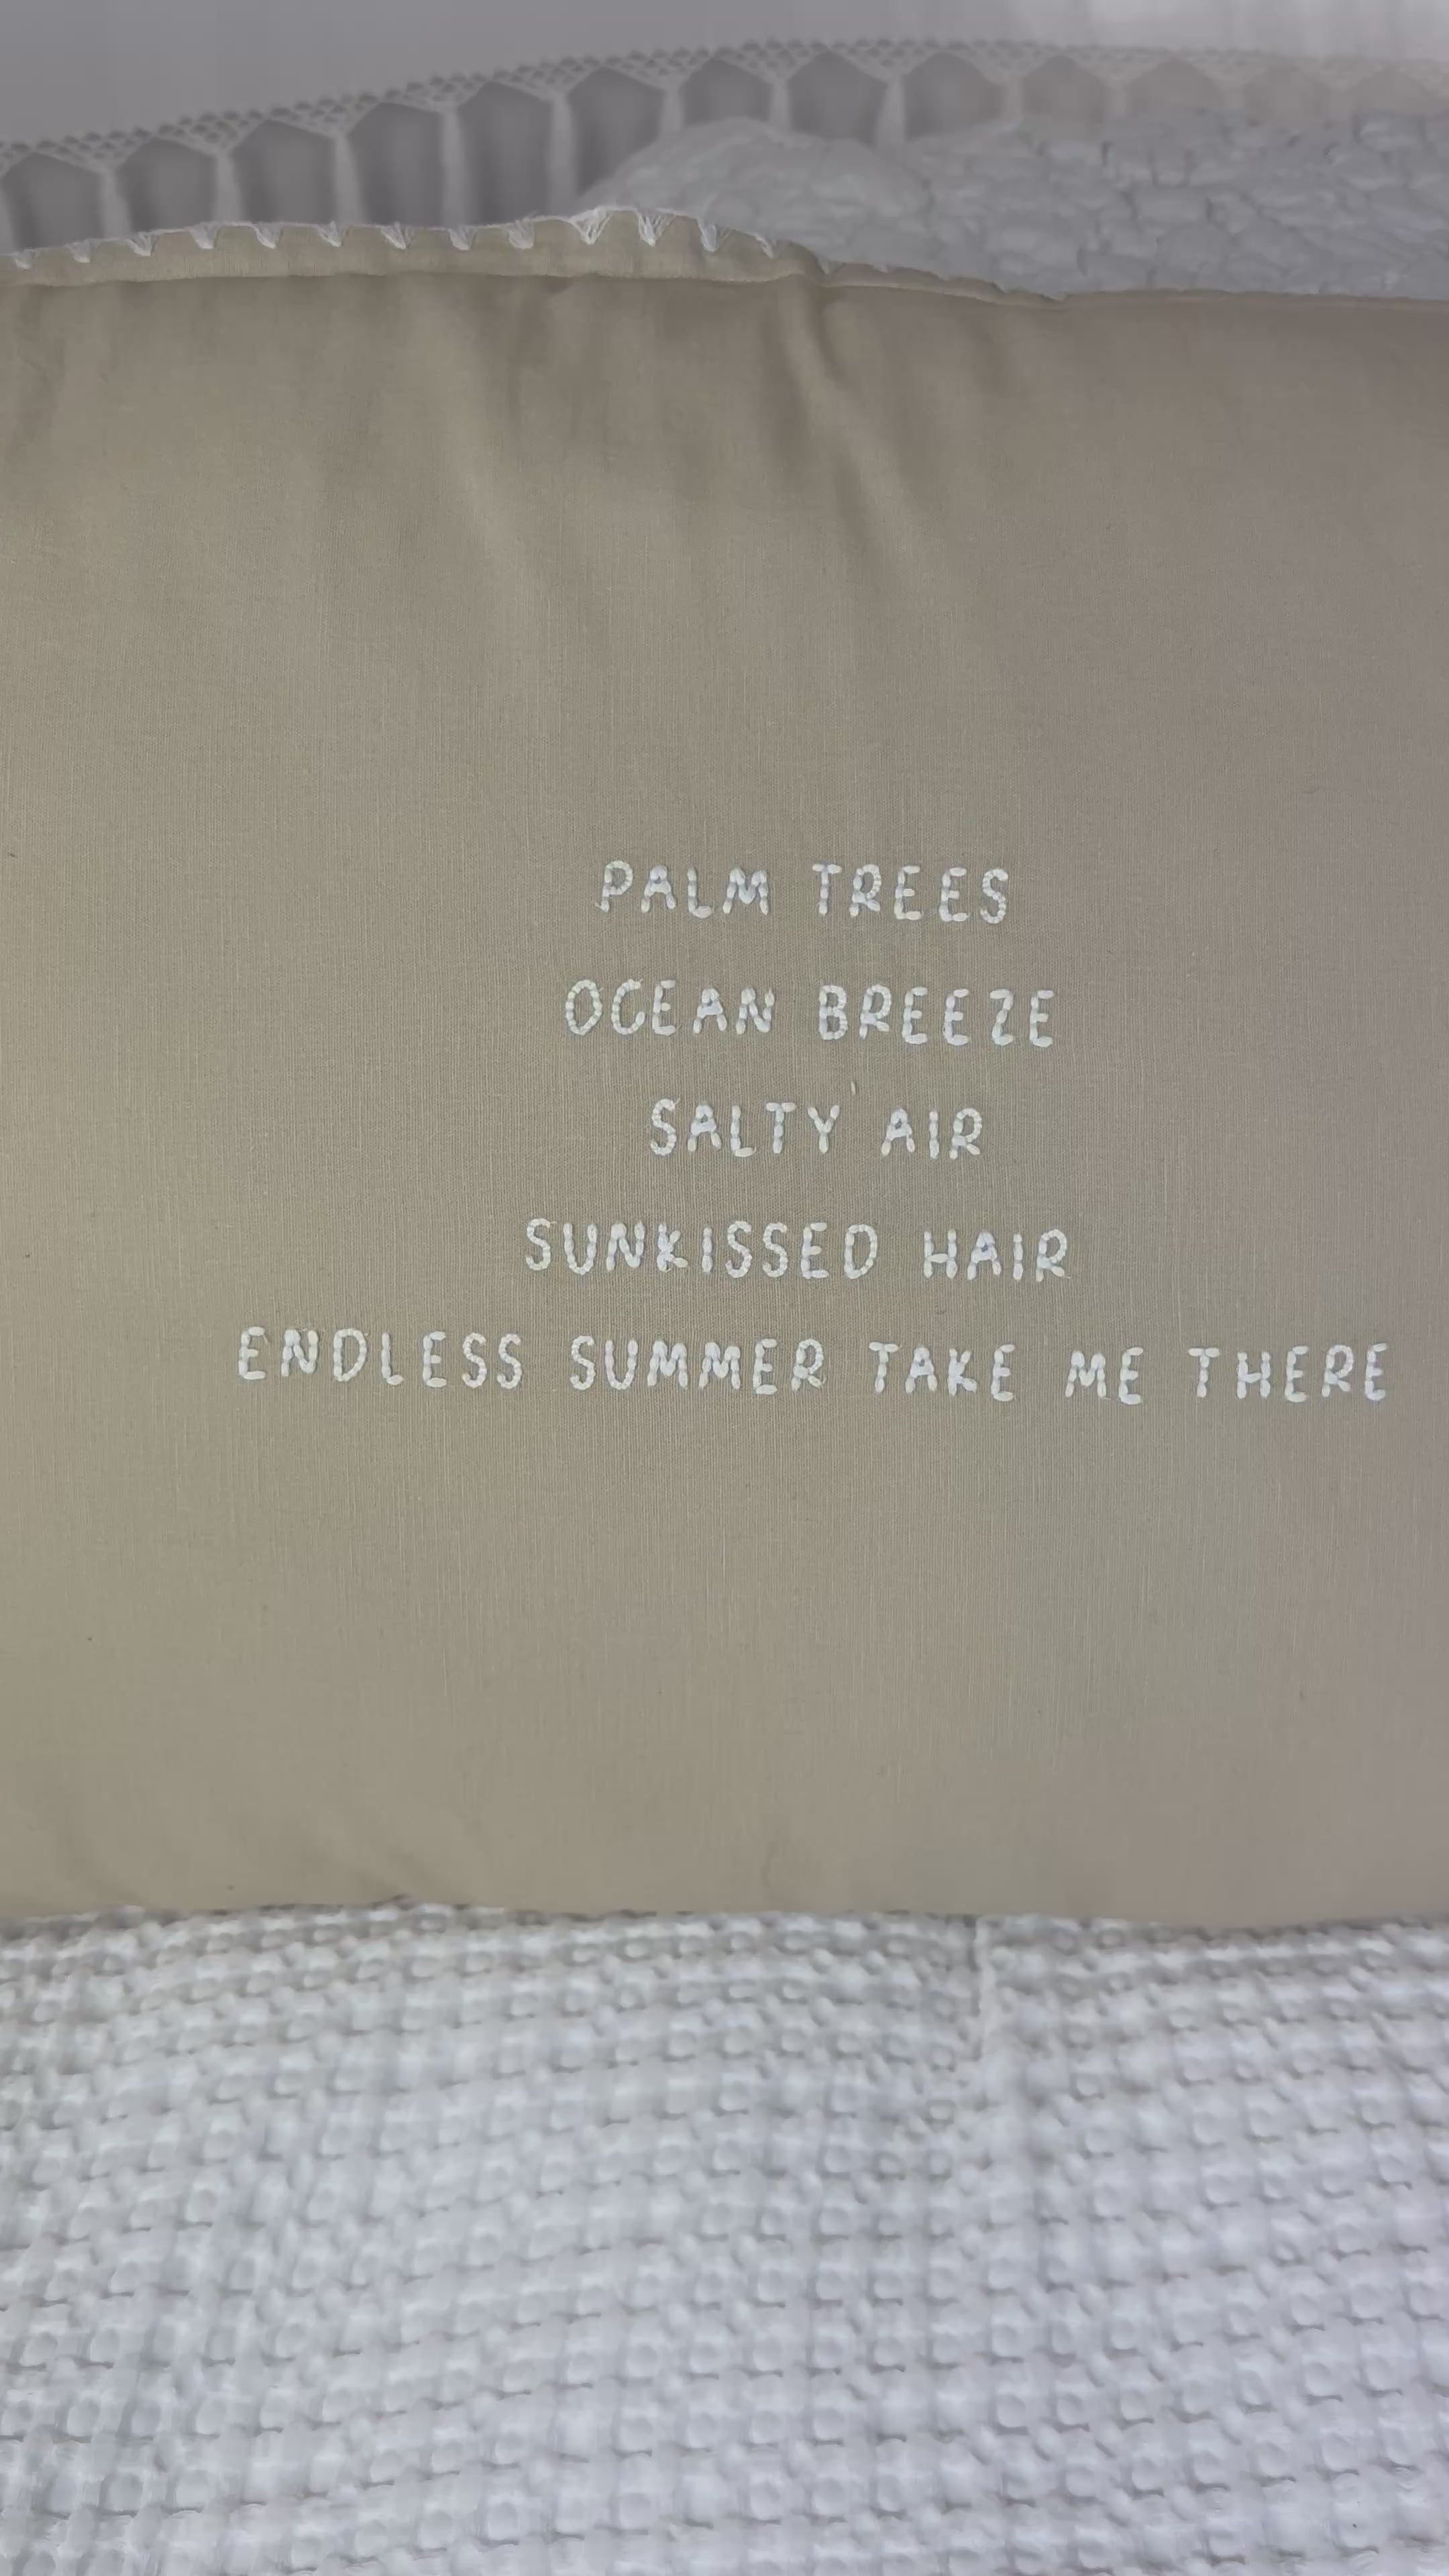 PALM TREES
OCEAN BREEZE
SALTY AIR
SUNKISSED HAIR
ENDLESS SUMMER TAKE ME THERE